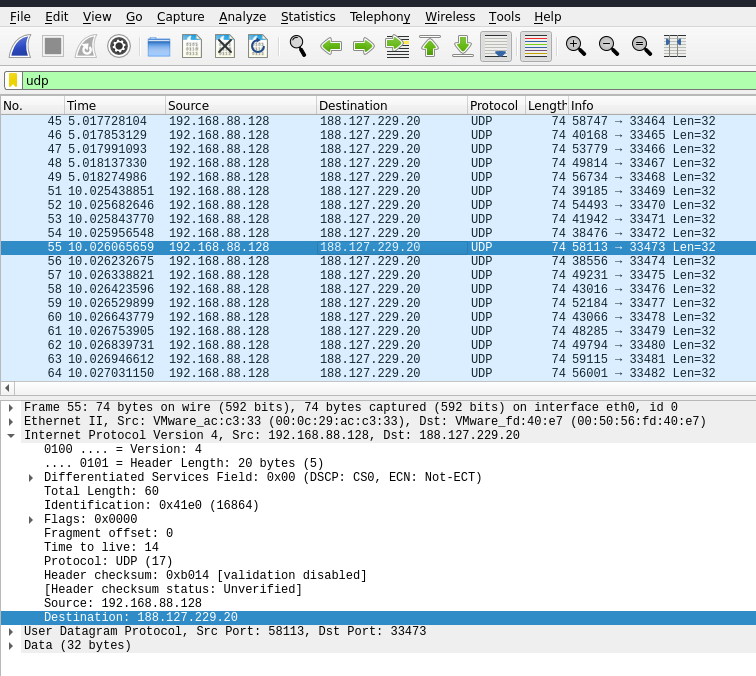 File Edit View Go Capture Analyze Statistics Telephony Wireless Tools Help
udp
No. Time Source Destination Protocol Length Info
45 5.017728104 192.168.88.128 188.127.229.20 UDP 74 58747 → 33464 Len=32
46 5.017853129 192.168.88.128 188.127.229.20 UDP 74 40168 → 33465 Len=32
47 5.017991093 192.168.88.128 188.127.229.20 UDP 74 53779 → 33466 Len=32
48 5.018137330 192.168.88.128 188.127.229.20 UDP 74 49814 → 33467 Len=32
49 5.018274986 192.168.88.128 188.127.229.20 UDP 74 56734 → 33468 Len=32
51 10.025438851 192.168.88.128 188.127.229.20 UDP 74 39185 → 33469 Len=32
52 10.025682646 192.168.88.128 188.127.229.20 UDP 74 54493 → 33470 Len=32
53 10.025843770 192.168.88.128 188.127.229.20 UDP 74 41942 → 33471 Len=32
54 10.025956548 192.168.88.128 188.127.229.20 UDP 74 38476 → 33472 Len=32
55 10.026065659 192.168.88.128 188.127.229.20 UDP 74 58113 → 33473 Len=32
56 10.026232675 192.168.88.128 188.127.229.20 UDP 74 38556 → 33474 Len=32
57 10.026338821 192.168.88.128 188.127.229.20 UDP 74 49231 → 33475 Len=32
58 10.026423596 192.168.88.128 188.127.229.20 UDP 74 43016 → 33476 Len=32
59 10.026529899 192.168.88.128 188.127.229.20 UDP 74 52184 → 33477 Len=32
60 10.026643779 192.168.88.128 188.127.229.20 UDP 74 43066 → 33478 Len=32
61 10.026753905 192.168.88.128 188.127.229.20 UDP 74 48285 → 33479 Len=32
62 10.026839731 192.168.88.128 188.127.229.20 UDP 74 49794 → 33480 Len=32
63 10.026946612 192.168.88.128 188.127.229.20 UDP 74 59115 → 33481 Len=32
64 10.027031150 192.168.88.128 188.127.229.20 UDP 74 56001 → 33482 Len=32
Frame 55: 74 bytes on wire (592 bits), 74 bytes captured (592 bits) on interface eth0, id 0
Ethernet II, Src: VMware_ac:c3:33 (00:0c:29:ac:c3:33), Dst: VMware_fd:40:e7 (00:50:56:fd:40:e7)
Internet Protocol Version 4, Src: 192.168.88.128, Dst: 188.127.229.20
0100 .... = Version: 4
.... 0101 = Header Length: 20 bytes (5)
Differentiated Services Field: 0x00 (DSCP: CS0, ECN: Not-ECT)
Total Length: 60
Identification: 0x41e0 (16864)
Flags: 0x0000
Fragment offset: 0
Time to live: 14
Protocol: UDP (17)
Header checksum: 0xb014 [validation disabled]
[Header checksum status: Unverified]
Source: 192.168.88.128
Destination: 188.127.229.20
User Datagram Protocol, Src Port: 58113, Dst Port: 33473
Data (32 bytes)